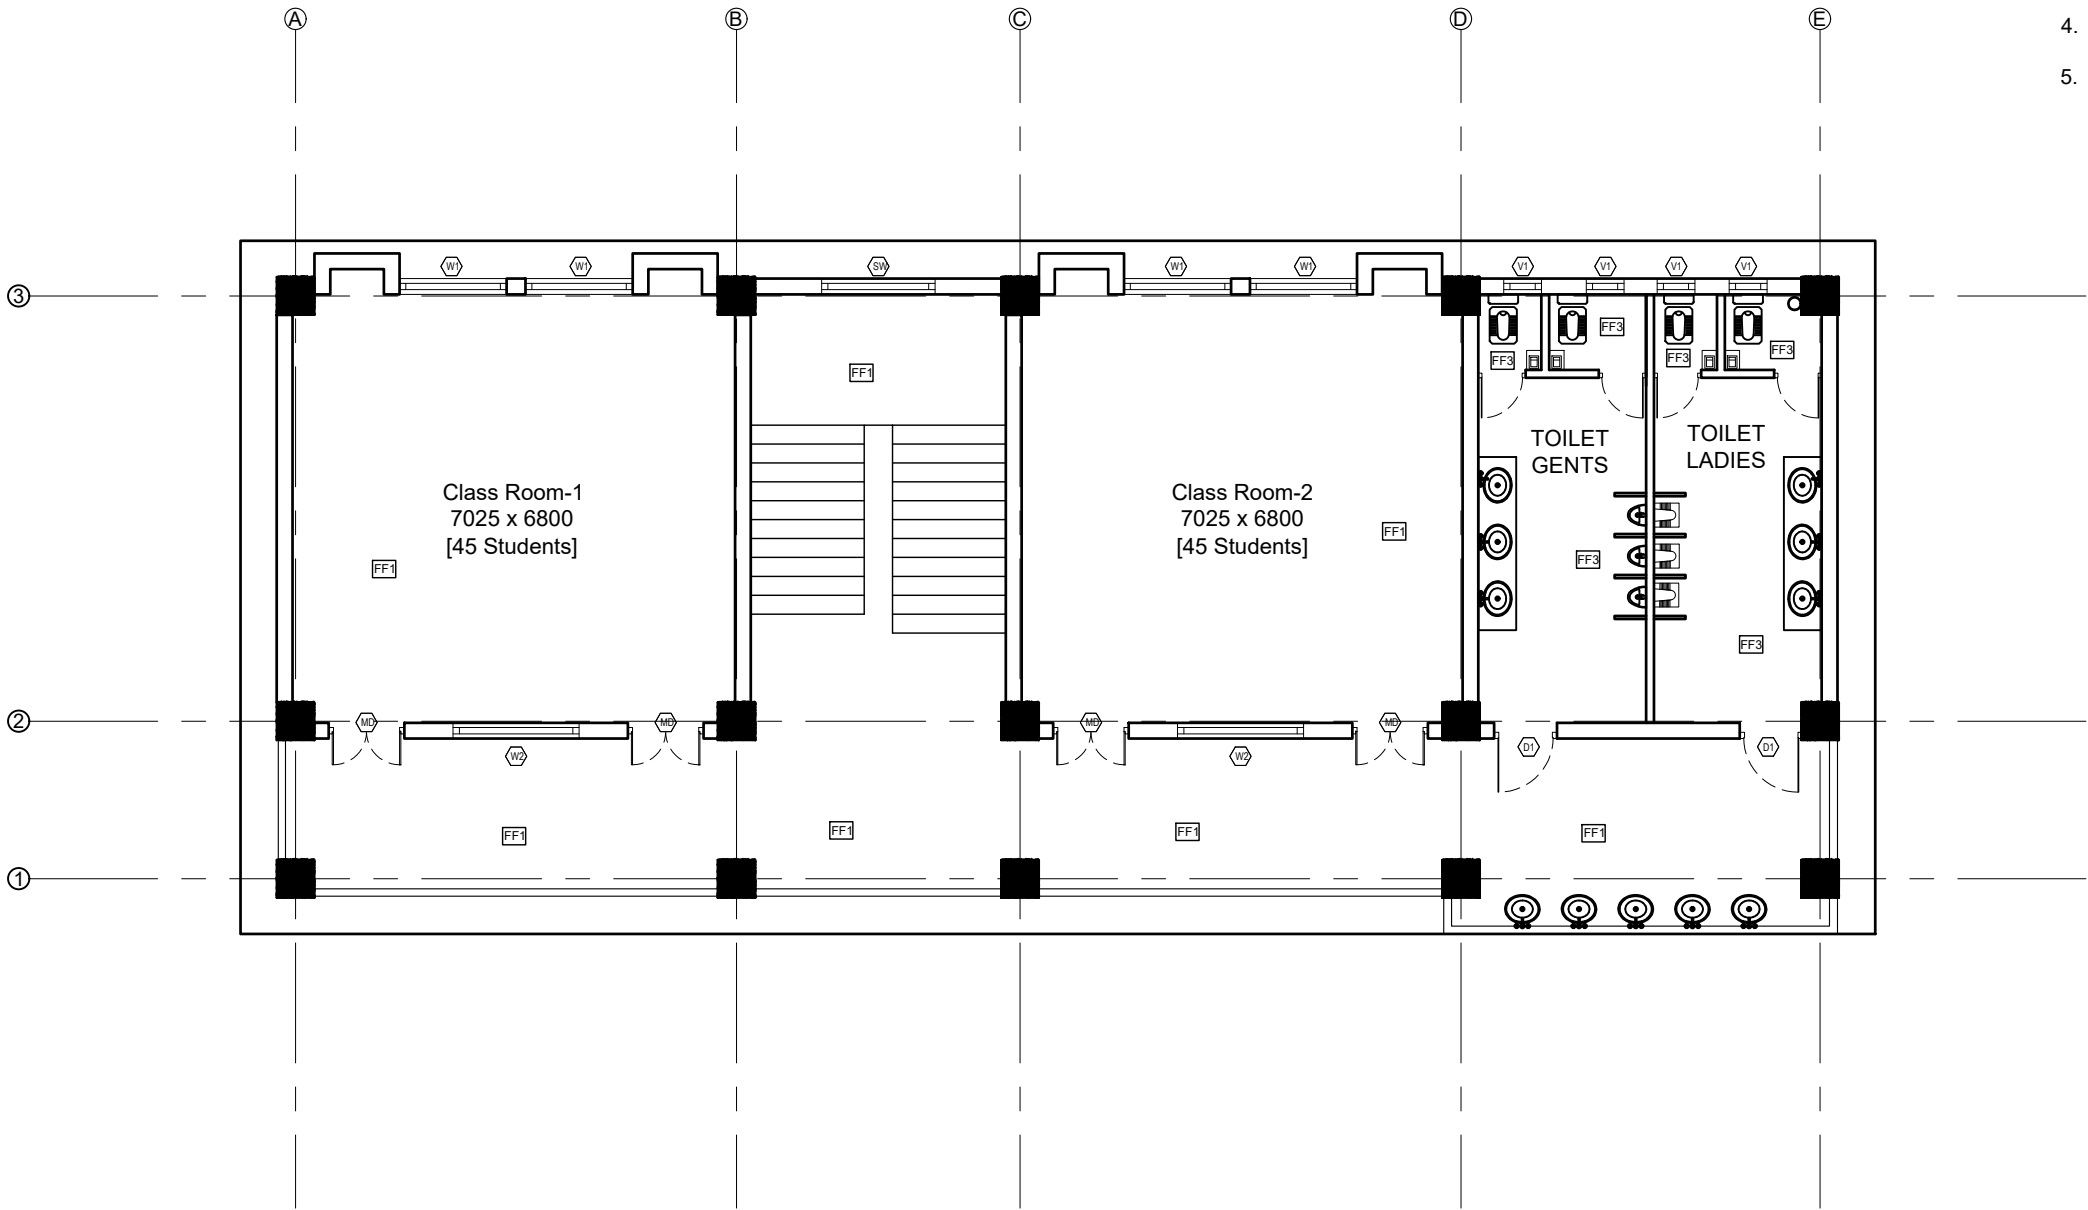 A B C D E
4.
5.
3
W1 W1 SW W1 W1 V1 V1 V1 V1
FF3
FF3 FF3 FF3
FF1
TOILET
GENTS
TOILET
LADIES
Class Room-1
7025 x 6800
[45 Students]
Class Room-2
7025 x 6800
[45 Students]
FF1
FF1
FF3
FF3
2
MD MD MD MD
D1 D1
W2 W2
FF1 FF1 FF1 FF1
1